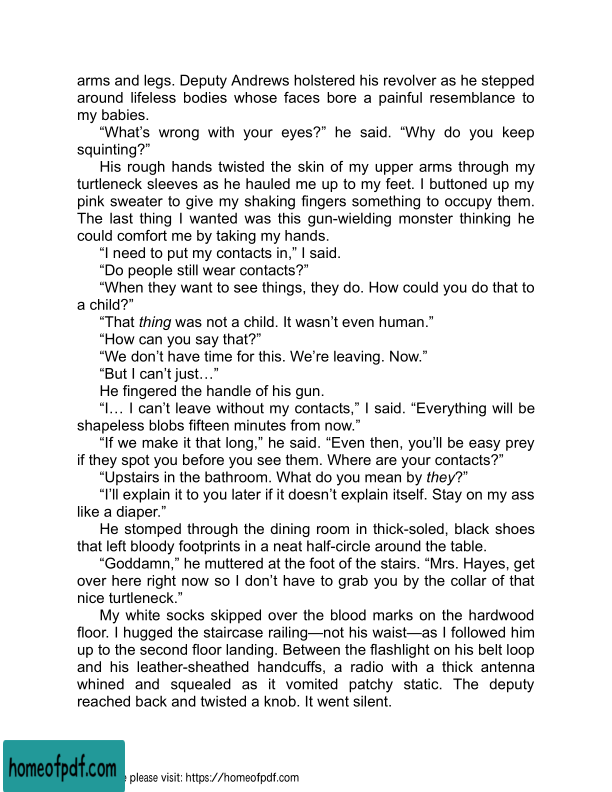 arms and legs. Deputy Andrews holstered his revolver as he stepped
around lifeless bodies whose faces bore a painful resemblance to
my babies.
“What’s wrong with your eyes?” he said. “Why do you keep
squinting?”
His rough hands twisted the skin of my upper arms through my
turtleneck sleeves as he hauled me up to my feet. I buttoned up my
pink sweater to give my shaking fingers something to occupy them.
The last thing I wanted was this gun-wielding monster thinking he
could comfort me by taking my hands.
“I need to put my contacts in,” I said.
“Do people still wear contacts?”
“When they want to see things, they do. How could you do that to
a child?”
“That thing was not a child. It wasn’t even human.”
“How can you say that?”
“We don’t have time for this. We’re leaving. Now.”
“But I can’t just…”
He fingered the handle of his gun.
“I… I can’t leave without my contacts,” I said. “Everything will be
shapeless blobs fifteen minutes from now.”
“If we make it that long,” he said. “Even then, you’ll be easy prey
if they spot you before you see them. Where are your contacts?”
“Upstairs in the bathroom. What do you mean by they?”
“I’ll explain it to you later if it doesn’t explain itself. Stay on my ass
like a diaper.”
He stomped through the dining room in thick-soled, black shoes
that left bloody footprints in a neat half-circle around the table.
“Goddamn,” he muttered at the foot of the stairs. “Mrs. Hayes, get
over here right now so I don’t have to grab you by the collar of that
nice turtleneck.”
My white socks skipped over the blood marks on the hardwood
floor. I hugged the staircase railing—not his waist—as I followed him
up to the second floor landing. Between the flashlight on his belt loop
and his leather-sheathed handcuffs, a radio with a thick antenna
whined and squealed as it vomited patchy static. The deputy
reached back and twisted a knob. It went silent.
homeofpdf.com
please visit: https://homeofpdf.com